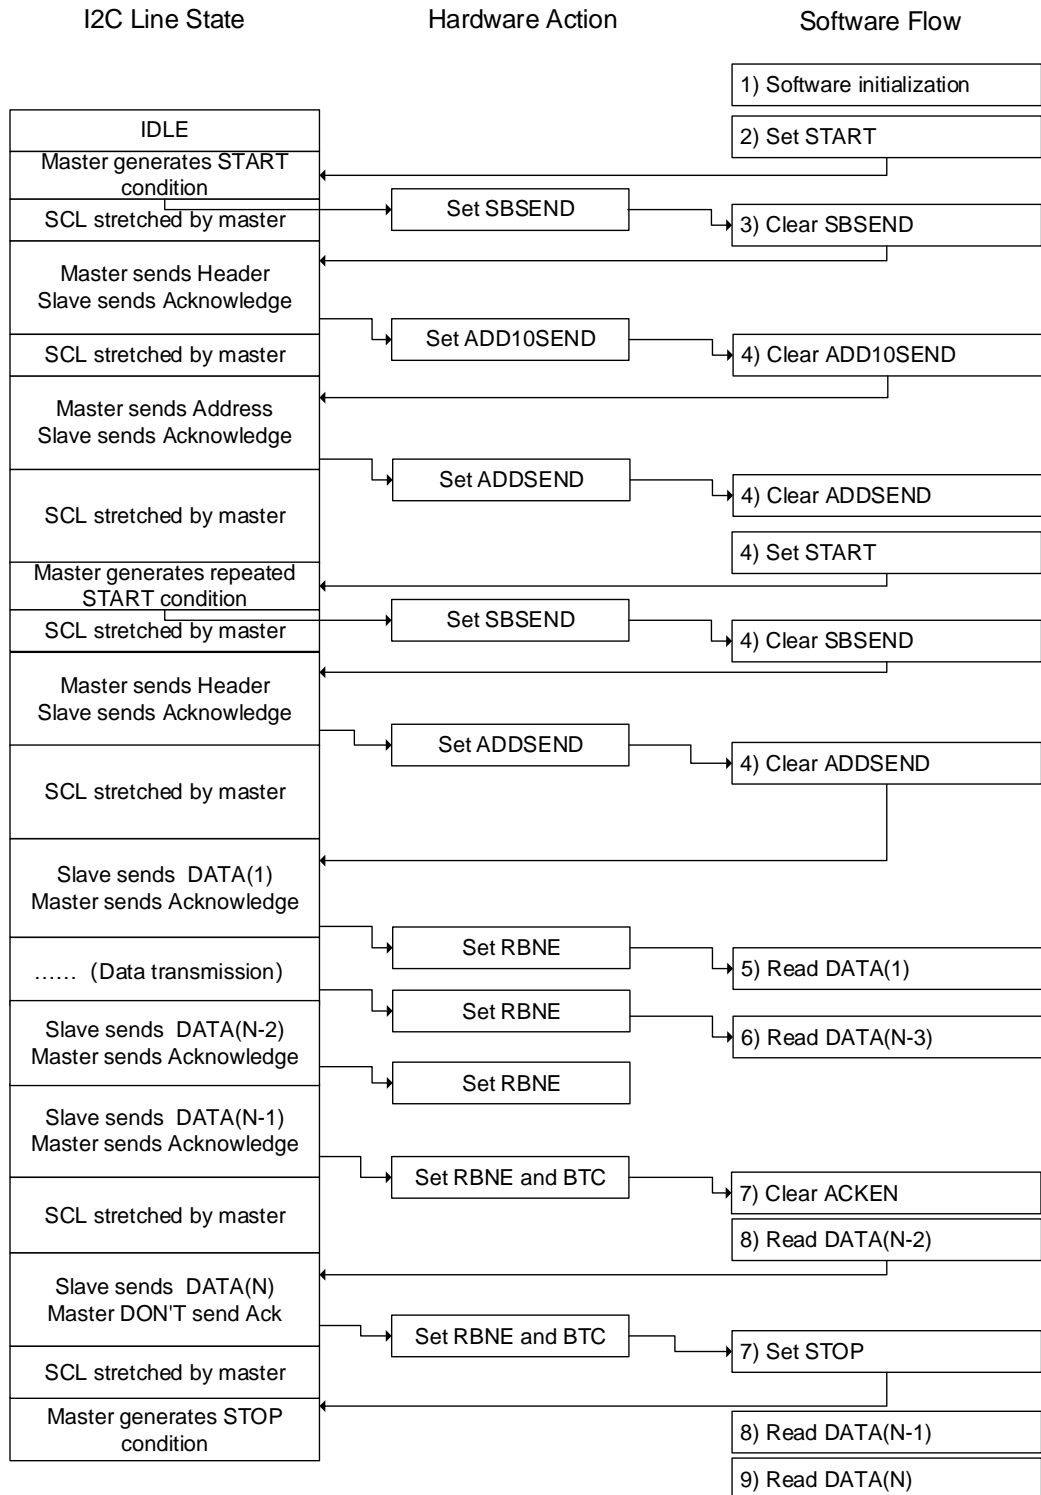 I2C Line State
Hardware Action
Software Flow
1) Software initialization
IDLE
2) Set START
Master generates START
condition
SCL stretched by master
Set SBSEND
3) Clear SBSEND
Master sends Header
Slave sends Acknowledge
Set ADD10SEND
SCL stretched by master
4) Clear ADD10SEND
Master sends Address
Slave sends Acknowledge
Set ADDSEND
SCL stretched by master
4) Clear ADDSEND
4) Set START
Master generates repeated
START condition
SCL stretched by master
Set SBSEND
4) Clear SBSEND
Master sends Header
Slave sends Acknowledge
Set ADDSEND
SCL stretched by master
4) Clear ADDSEND
Slave sends  DATA(1)
Master sends Acknowledge
Set RBNE
5) Read DATA(1)
……  (Data transmission)
Set RBNE
6) Read DATA(N-3)
Slave sends  DATA(N-2)
Master sends Acknowledge
Set RBNE
Slave sends  DATA(N-1)
Master sends Acknowledge
Set RBNE and BTC
7) Clear ACKEN
SCL stretched by master
8) Read DATA(N-2)
Slave sends  DATA(N)
Master DON'T send Ack
Set RBNE and BTC
7) Set STOP
SCL stretched by master
Master generates STOP
condition
8) Read DATA(N-1)
9) Read DATA(N)